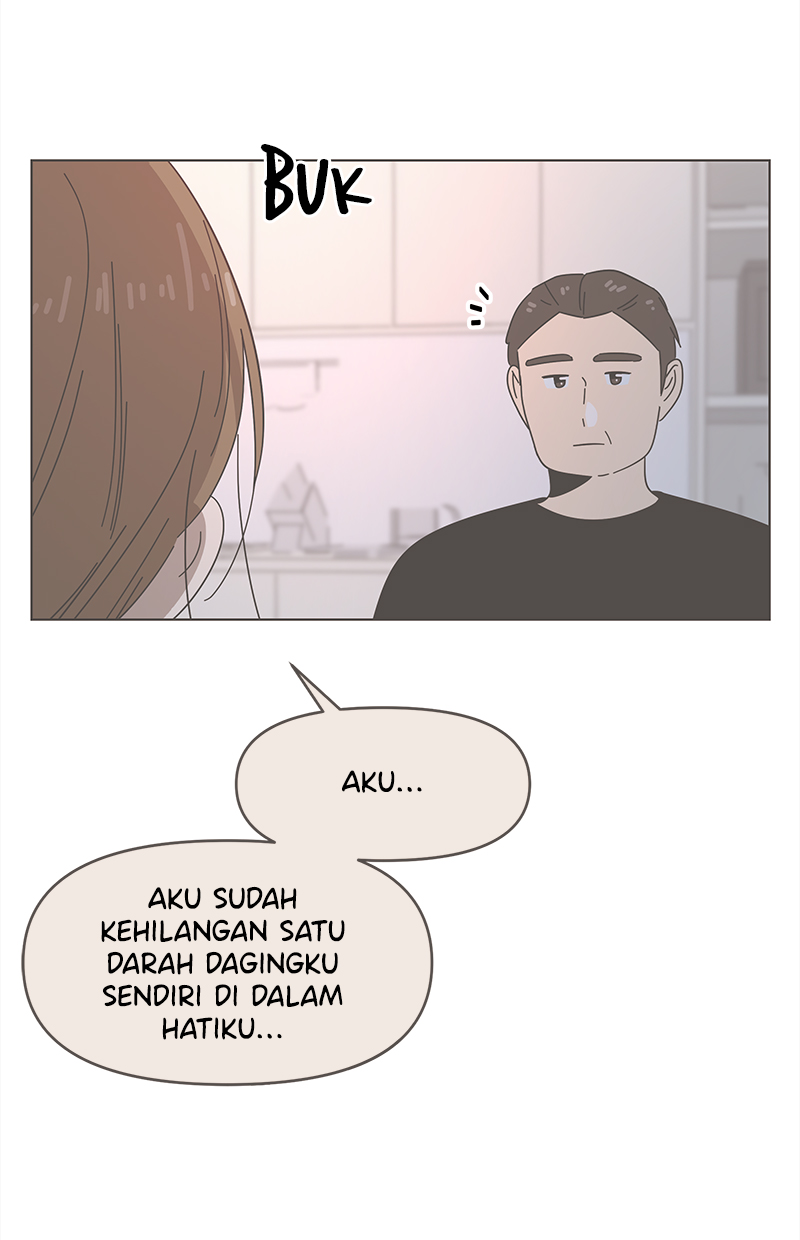 BUK
AKU...
AKU SUDAH
KEHILANGAN SATU
DARAH DAGINGKU
SENDIRI DI DALAM
HATIKU...